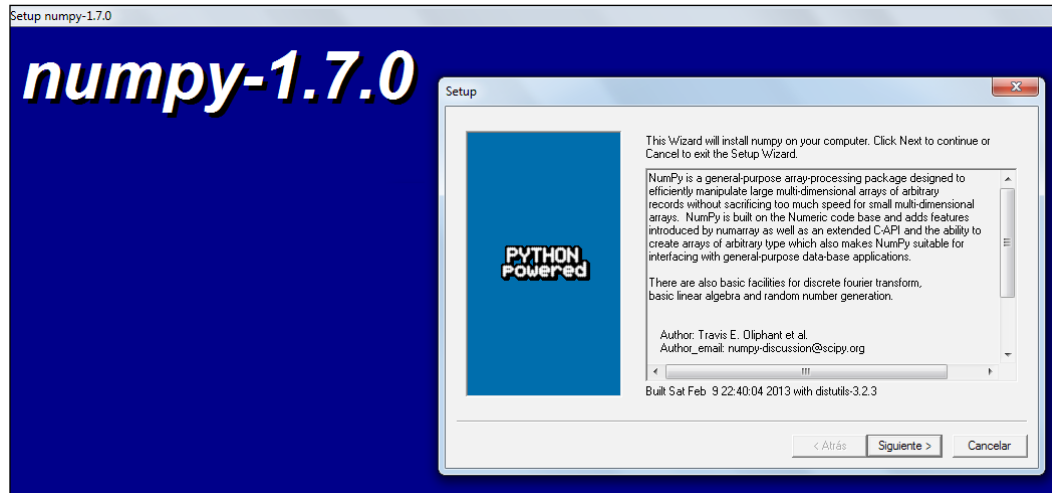 Setup numpy-1.7.0
numpy-1.7.0
Setup
This Wizard will install numpy on your computer. Click Next to continue or
Cancel to exit the Setup Wizard.
NumPy is a general-purpose array-processing package designed to
efficiently manipulate large multi-dimensional arrays of arbitrary
records without sacrificing too much speed for small multi-dimensional
arrays. NumPy is built on the Numeric code base and adds features
introduced by numarray as well as an extended C-API and the ability to
create arrays of arbitrary type which also makes NumPy suitable for
interfacing with general-purpose data-base applications.
There are also basic facilities for discrete fourier transform,
basic linear algebra and random number generation.
Author: Travis E. Oliphant et al.
Author_email: numpy-discussion@scipy.org
PYTHON
Powered
Built Sat Feb 9 22:40:04 2013 with distutils-3.2.3
< Atrás
Siguiente >
Cancelar